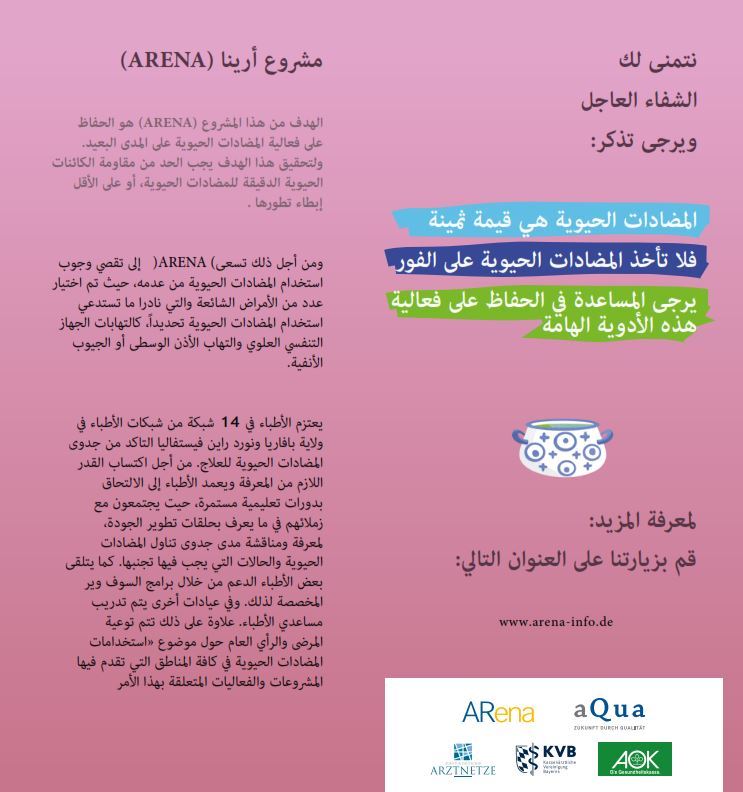 نتمنى لك
الشفاء العاجل
ويرجى تذكر:
المضادات الحيوية هي قيمة ثمينة
فلا تأخذ المضادات الحيوية على الفور
يرجى المساعدة في الحفاظ على فعالية
هذه الأدوية الهامة
لمعرفة المزيد:
قم بزيارتنا على العنوان التالي:
www.arena-info.de
ARena
aQua
ZUKUNFT DURCH QUALITÄT
ARZTNETZE
KVB
Kassenärztliche
Vereinigung
Bayerns
AOK
Die Gesundheitskasse.
مشروع أرينا (ARENA)
الهدف من هذا المشروع (ARENA) هو الحفاظ
على فعالية المضادات الحيوية على المدى البعيد.
ولتحقيق هذا الهدف يجب الحد من مقاومة الكائنات
الحيوية الدقيقة للمضادات الحيوية، أو على الأقل
إبطاء تطورها .
ومن أجل ذلك تسعى) ARENA( إلى تقصي وجوب
استخدام المضادات الحيوية من عدمه، حيث تم اختيار
عدد من الأمراض الشائعة والتي نادرا ما تستدعي
استخدام المضادات الحيوية تحديداً، كالتهابات الجهاز
التنفسي العلوي والتهاب الأذن الوسطى أو الجيوب
الأنفية.
يعتزم الأطباء في 14 شبكة من شبكات الأطباء في
ولاية بافاريا ونورد راين فيستفاليا التاكد من جدوى
المضادات الحيوية للعلاج. من أجل اكتساب القدر
اللازم من المعرفة ويعمد الأطباء إلى الالتحاق
بدورات تعليمية مستمرة، حيت يجتمعون مع
زملائهم في ما يعرف بحلقات تطوير الجودة،
لمعرفة ومناقشة مدى جدوى تناول المضادات
الحيوية والحالات التي يجب فيها تجنبها. كما يتلقى
بعض الأطباء الدعم من خلال برامج السوف وير
المخصصة لذلك. وفي عيادات أخرى يتم تدريب
مساعدي الأطباء. علاوة على ذلك تتم توعية
المرضى والرأي العام حول موضوع «استخدامات
المضادات الحيوية في كافة المناطق التي تقدم فيها
المشروعات والفعاليات المتعلقة بهذا الأمر